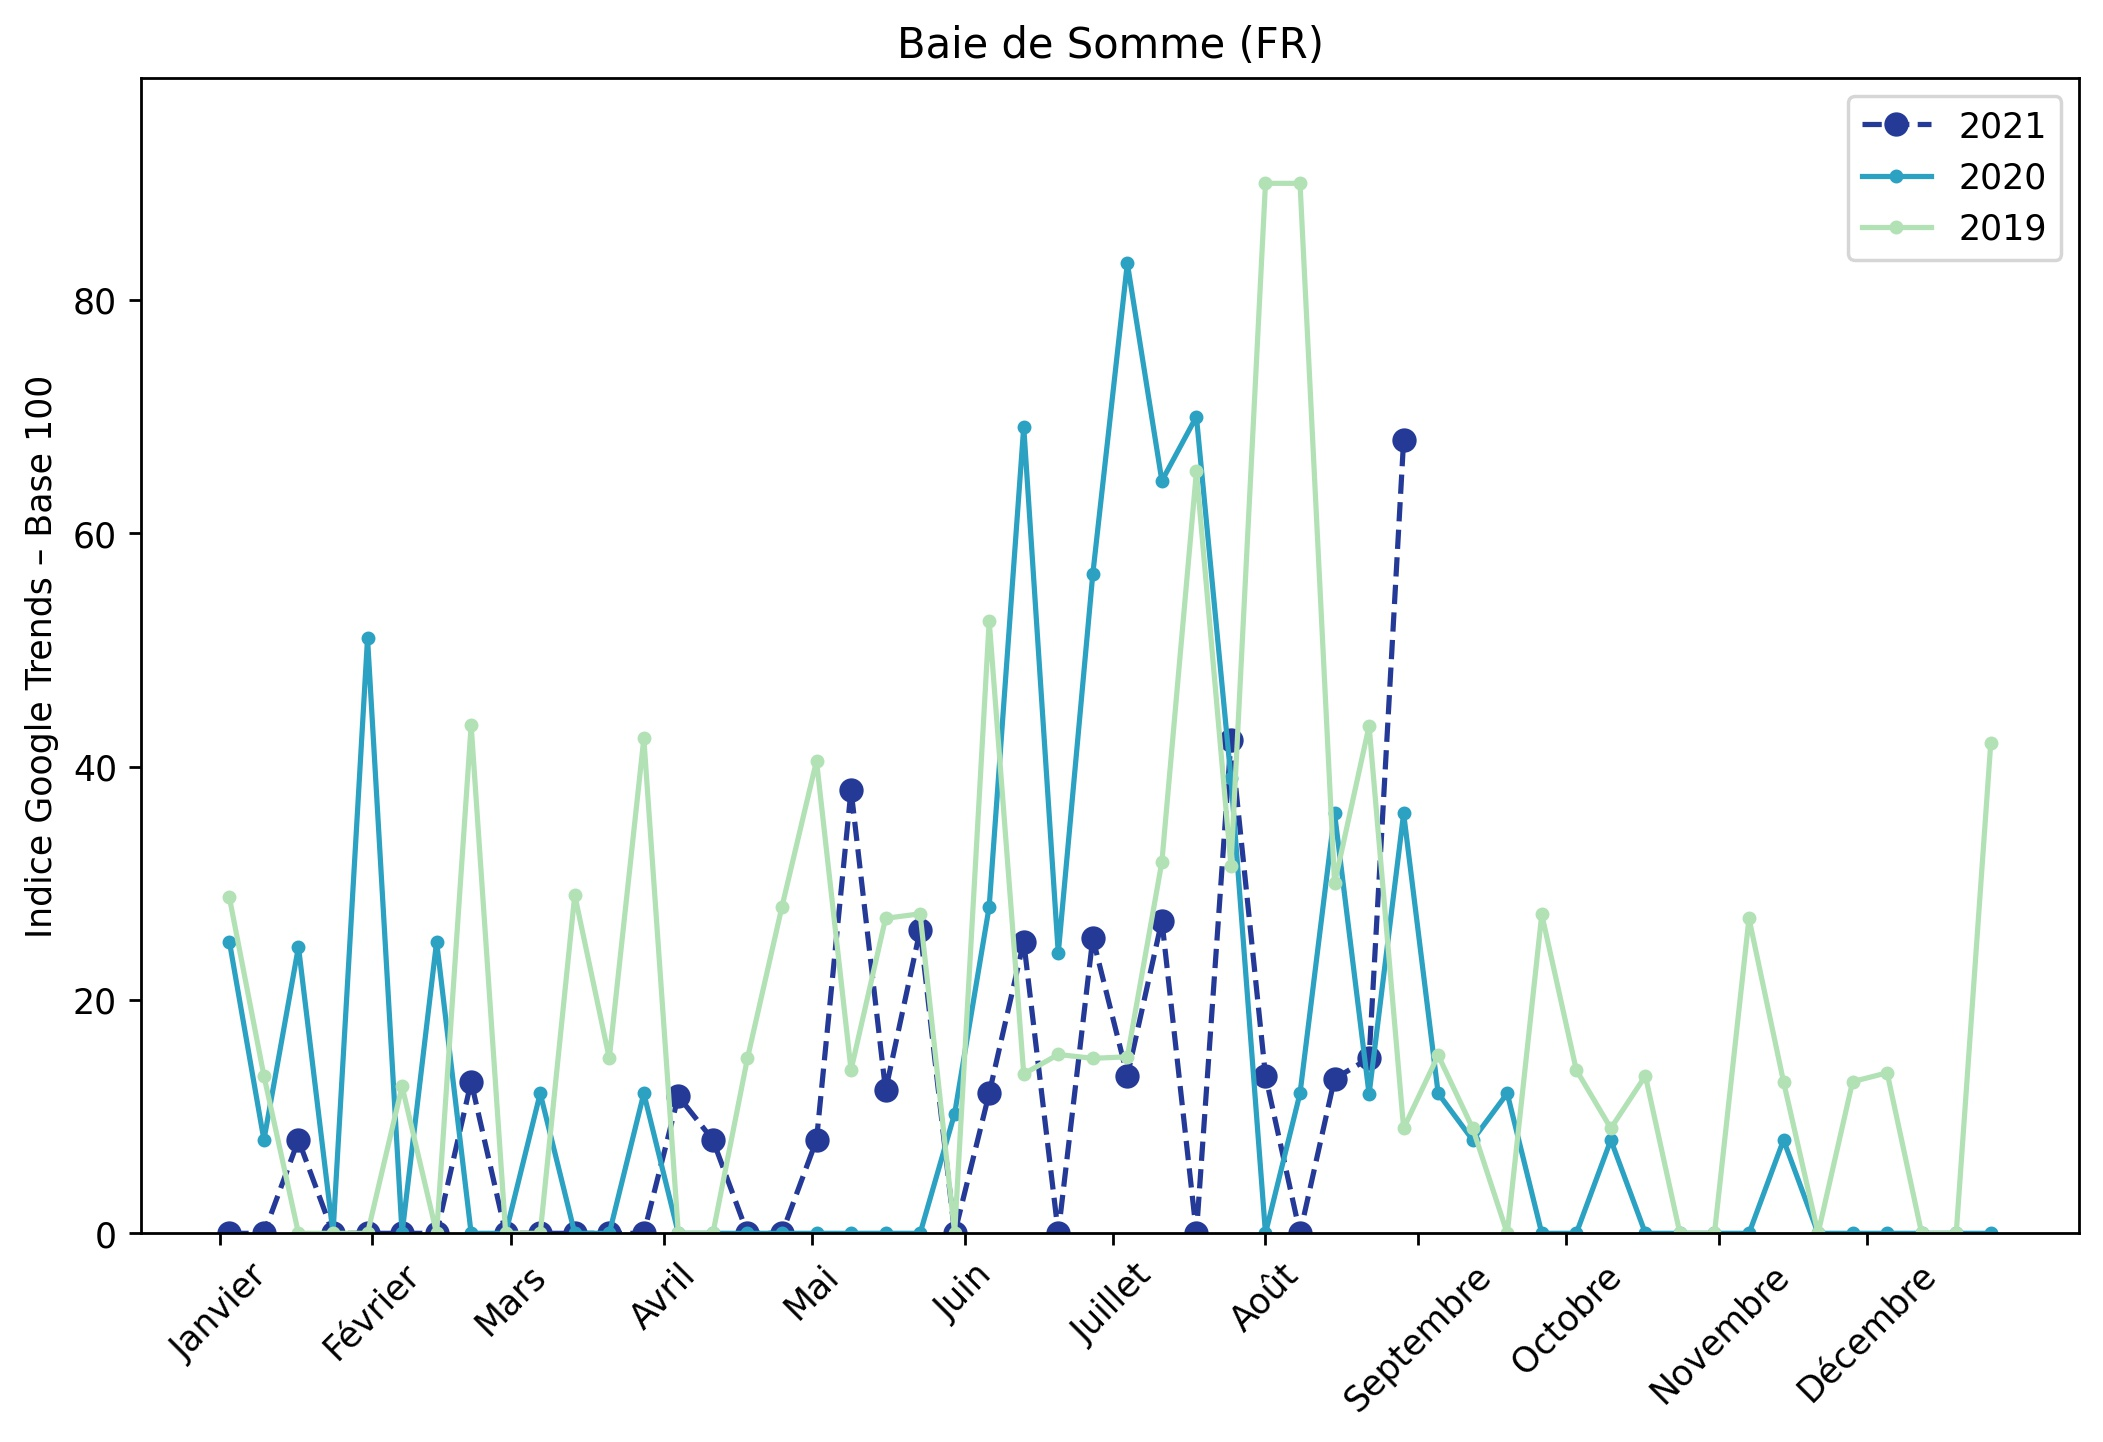 Baie de Somme (FR)
2021
2020
2019
Indice Google Trends – Base 100
80
60
40
20
0
Janvier
Février
Mars
Avril
Mai
Juin
Juillet
Août
Septembre
Octobre
Novembre
Décembre